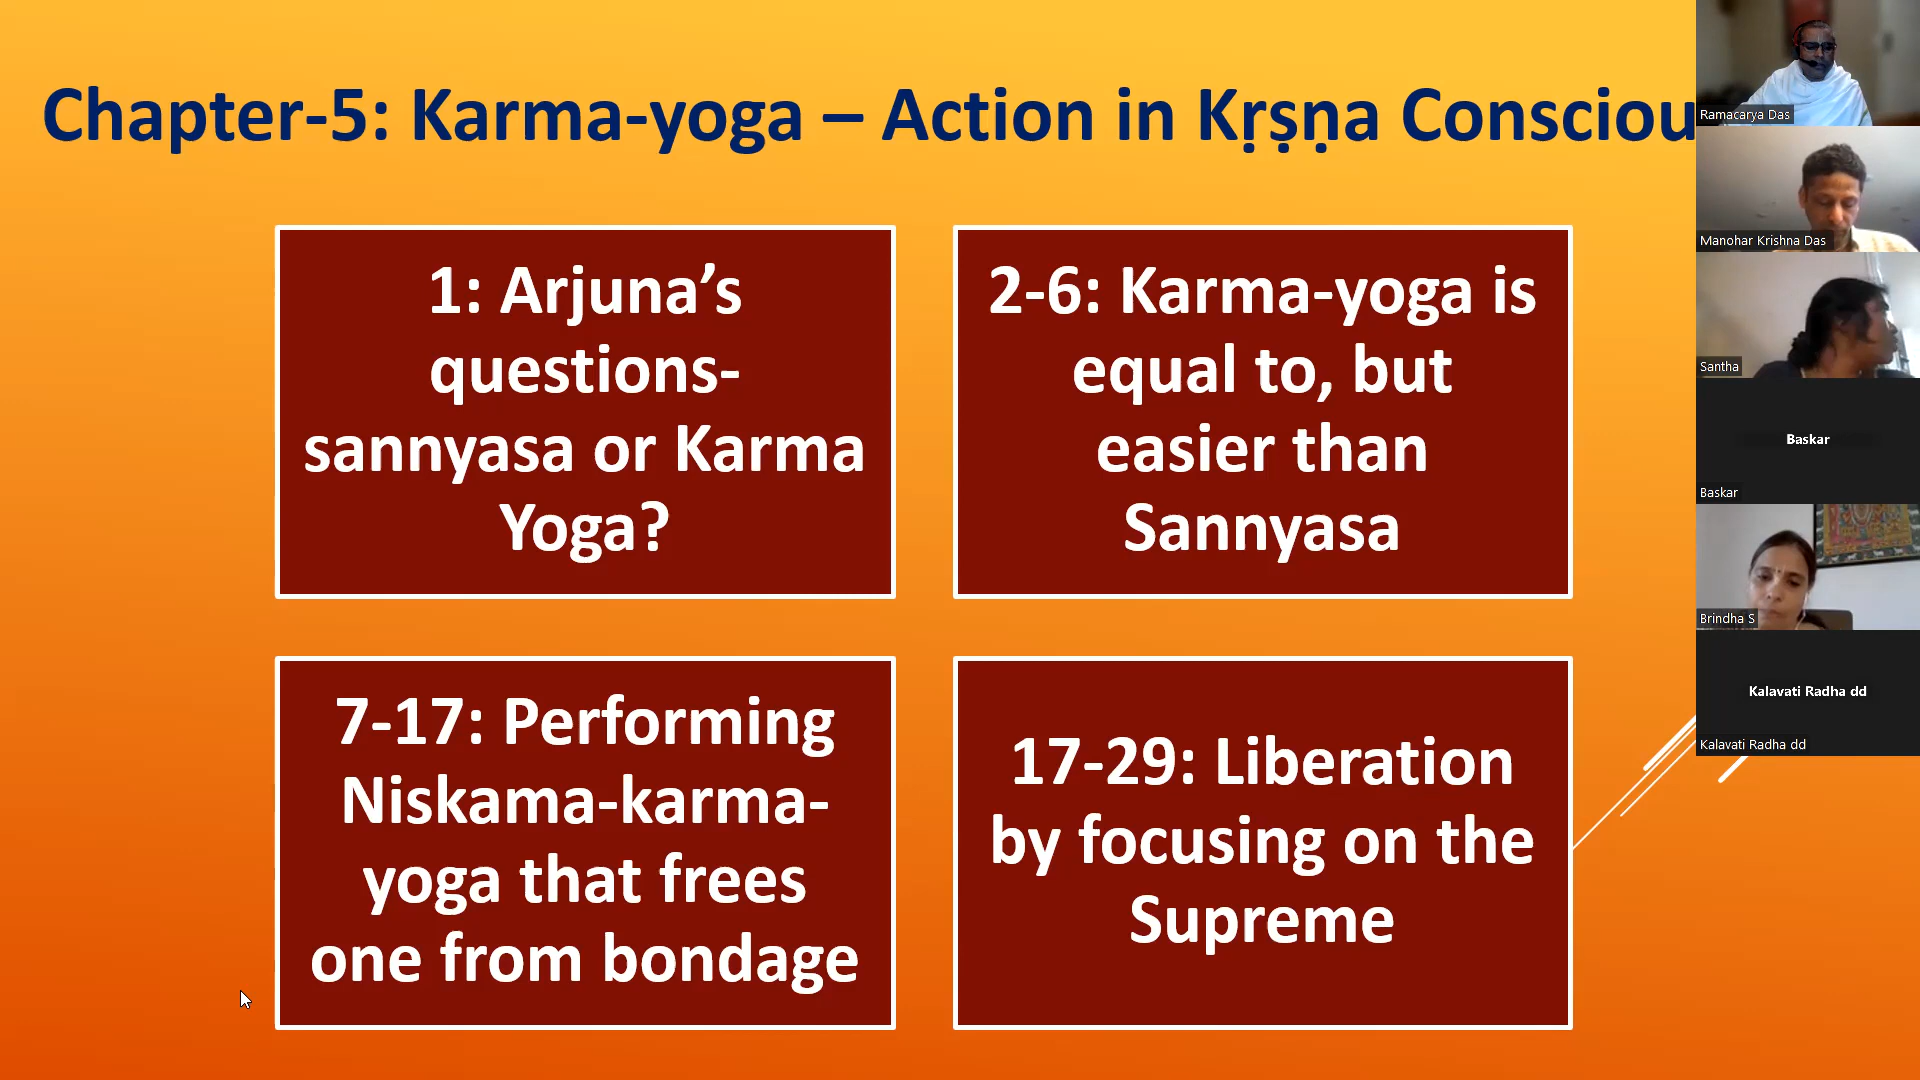 Chapter-5: Karma-yoga – Action in Kṛṣṇa Consciou
1: Arjuna’s
questions-
sannyasa or Karma
Yoga?
2-6: Karma-yoga is
equal to, but
easier than
Sannyasa
7-17: Performing
Niskama-karma-
yoga that frees
one from bondage
17-29: Liberation
by focusing on the
Supreme
Ramacarya Das
Manohar Krishna Das
Santha
Baskar
Baskar
Brindha S
Kalavati Radha dd
Kalavati Radha dd